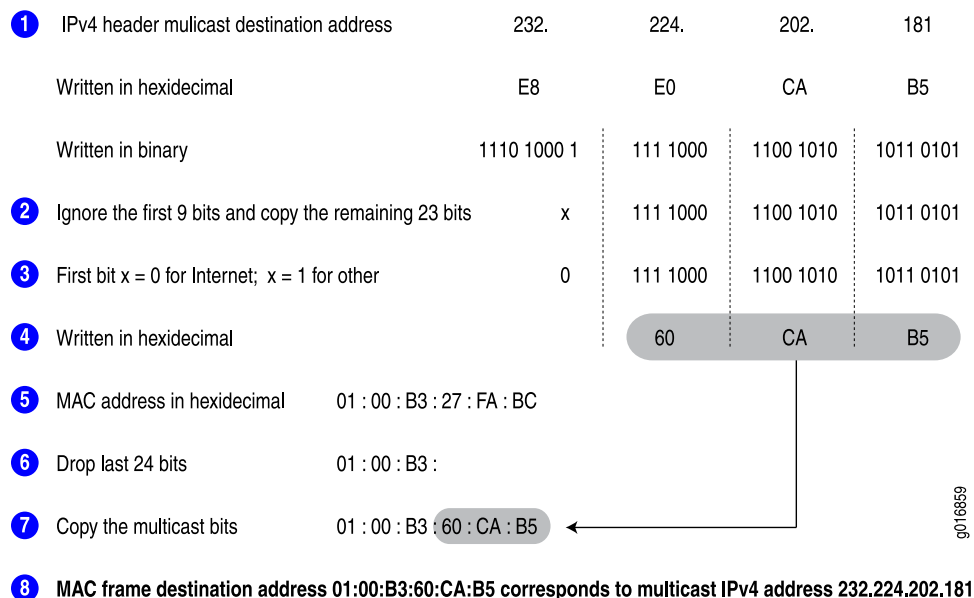 1 IPv4 header mulicast destination address 232. 224. 202. 181
Written in hexidecimal E8 E0 CA B5
Written in binary 1110 1000 1 111 1000 1100 1010 1011 0101
2 Ignore the first 9 bits and copy the remaining 23 bits x 111 1000 1100 1010 1011 0101
3 First bit x = 0 for Internet; x = 1 for other 0 111 1000 1100 1010 1011 0101
4 Written in hexidecimal 60 CA B5
5 MAC address in hexidecimal 01 : 00 : B3 : 27 : FA : BC
6 Drop last 24 bits 01 : 00 : B3 :
7 Copy the multicast bits 01 : 00 : B3 : 60 : CA : B5
g016859
8 MAC frame destination address 01:00:B3:60:CA:B5 corresponds to multicast IPv4 address 232.224.202.181